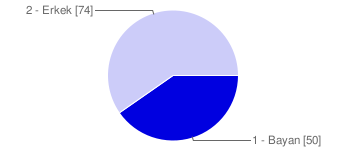 2 - Erkek [74]
1 - Bayan [50]